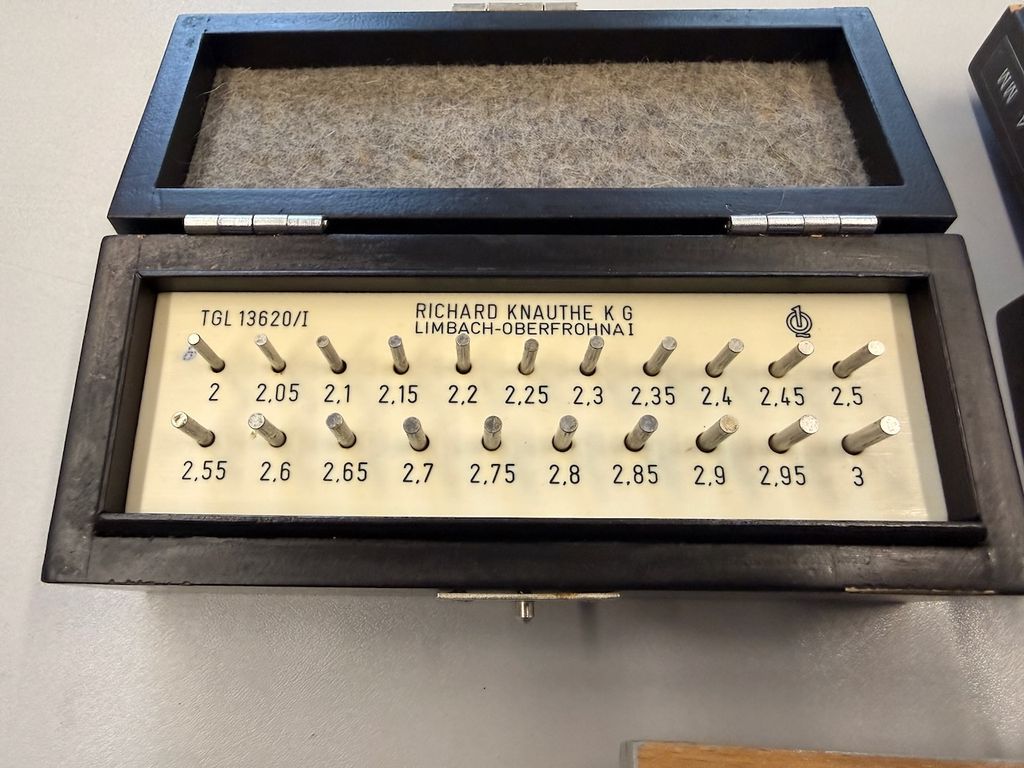 TGL 13620/I
RICHARD KNAUTHE K G
LIMBACH-OBERFROHNA I
2 2,05 2,1 2,15 2,2 2,25 2,3 2,35 2,4 2,45 2,5
2,55 2,6 2,65 2,7 2,75 2,8 2,85 2,9 2,95 3
MM